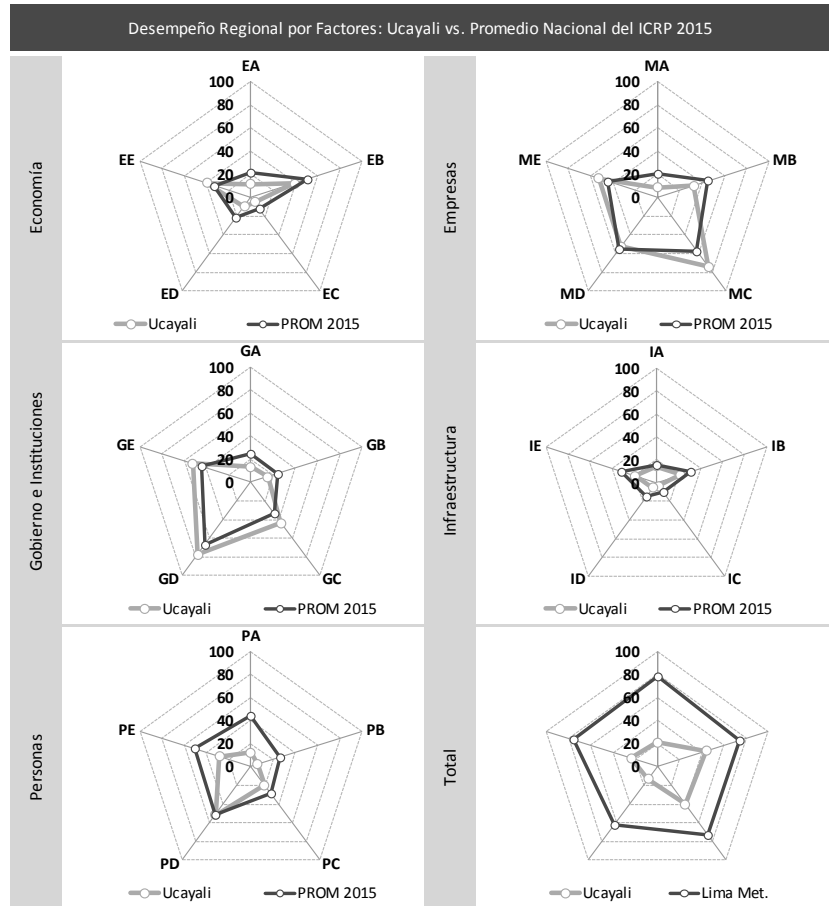 Desempeño Regional por Factores: Ucayali vs. Promedio Nacional del ICRP 2015
Economía
EA
100
80
60
40
20
0
EB
EC
ED
EE
Ucayali
PROM 2015
Empresas
MA
100
80
60
40
20
0
MB
MC
MD
ME
Ucayali
PROM 2015
Gobierno e Instituciones
GA
100
80
60
40
20
0
GB
GC
GD
GE
Ucayali
PROM 2015
Infraestructura
IA
100
80
60
40
20
0
IB
IC
ID
IE
Ucayali
PROM 2015
Personas
PA
100
80
60
40
20
0
PB
PC
PD
PE
Ucayali
PROM 2015
Total
100
80
60
40
20
0
Ucayali
Lima Met.